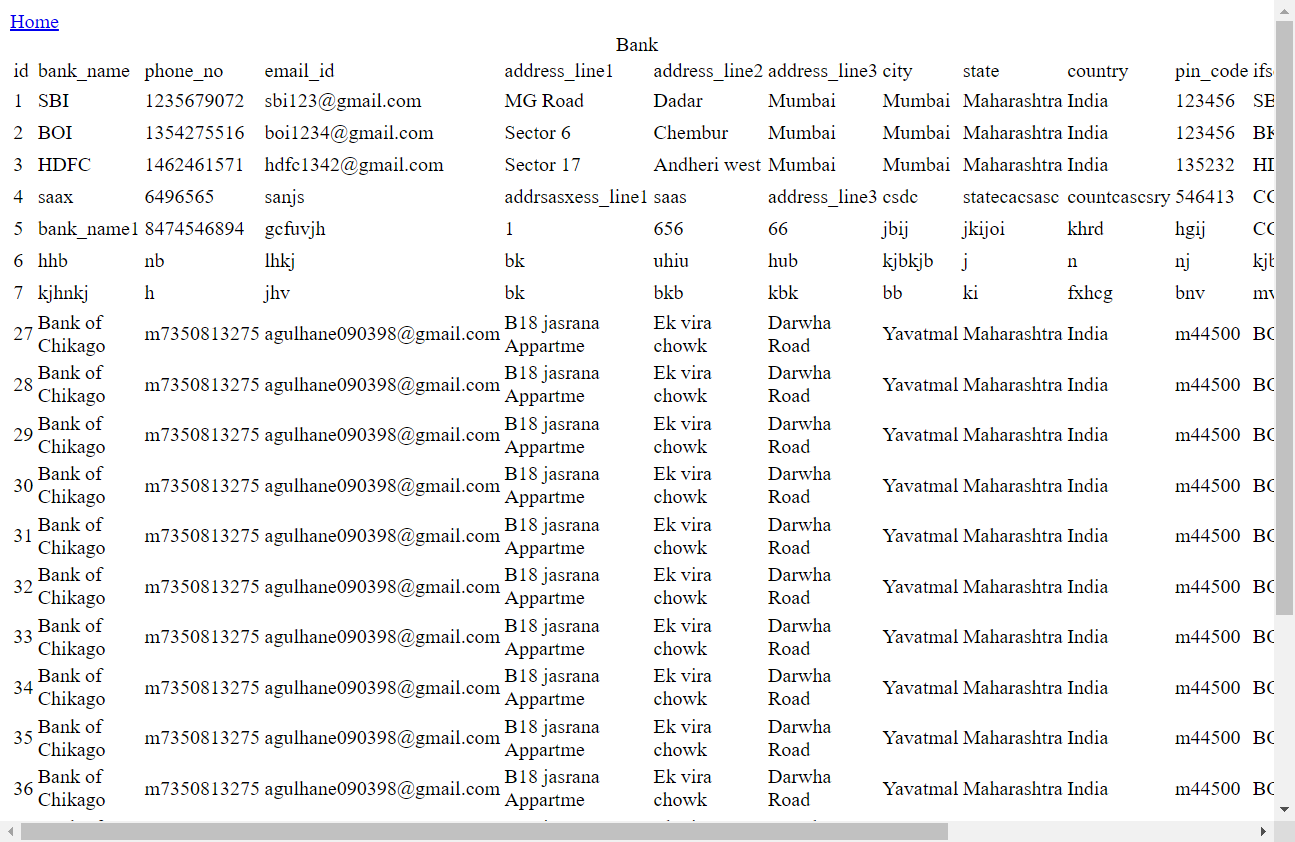 Home
Bank
id bank_name phone_no email_id address_line1 address_line2 address_line3 city state country pin_code ifs
1 SBI 1235679072 sbi123@gmail.com MG Road Dadar Mumbai Mumbai Maharashtra India 123456 SB
2 BOI 1354275516 boi1234@gmail.com Sector 6 Chembur Mumbai Mumbai Maharashtra India 123456 BK
3 HDFC 1462461571 hdfc1342@gmail.com Sector 17 Andheri west Mumbai Mumbai Maharashtra India 135232 HD
4 saax 6496565 sanjs addrsasxess_line1 saas address_line3 csdc statecacsasc countcascsry 546413 CC
5 bank_name1 8474546894 gcfuvjh 1 656 66 jbij jkijoi khrd hgij CC
6 hhb nb lhkj bk uhiu hub kjbkjb j n nj kjb
7 kjhnkj h jhv bk bkb kbk bb ki fxhcg bnv mv
27 Bank of Chikago m7350813275 agulhane090398@gmail.com B18 jasrana Appartme Ek vira chowk Darwha Road Yavatmal Maharashtra India m44500 BO
28 Bank of Chikago m7350813275 agulhane090398@gmail.com B18 jasrana Appartme Ek vira chowk Darwha Road Yavatmal Maharashtra India m44500 BO
29 Bank of Chikago m7350813275 agulhane090398@gmail.com B18 jasrana Appartme Ek vira chowk Darwha Road Yavatmal Maharashtra India m44500 BO
30 Bank of Chikago m7350813275 agulhane090398@gmail.com B18 jasrana Appartme Ek vira chowk Darwha Road Yavatmal Maharashtra India m44500 BO
31 Bank of Chikago m7350813275 agulhane090398@gmail.com B18 jasrana Appartme Ek vira chowk Darwha Road Yavatmal Maharashtra India m44500 BO
32 Bank of Chikago m7350813275 agulhane090398@gmail.com B18 jasrana Appartme Ek vira chowk Darwha Road Yavatmal Maharashtra India m44500 BO
33 Bank of Chikago m7350813275 agulhane090398@gmail.com B18 jasrana Appartme Ek vira chowk Darwha Road Yavatmal Maharashtra India m44500 BO
34 Bank of Chikago m7350813275 agulhane090398@gmail.com B18 jasrana Appartme Ek vira chowk Darwha Road Yavatmal Maharashtra India m44500 BO
35 Bank of Chikago m7350813275 agulhane090398@gmail.com B18 jasrana Appartme Ek vira chowk Darwha Road Yavatmal Maharashtra India m44500 BO
36 Bank of Chikago m7350813275 agulhane090398@gmail.com B18 jasrana Appartme Ek vira chowk Darwha Road Yavatmal Maharashtra India m44500 BO